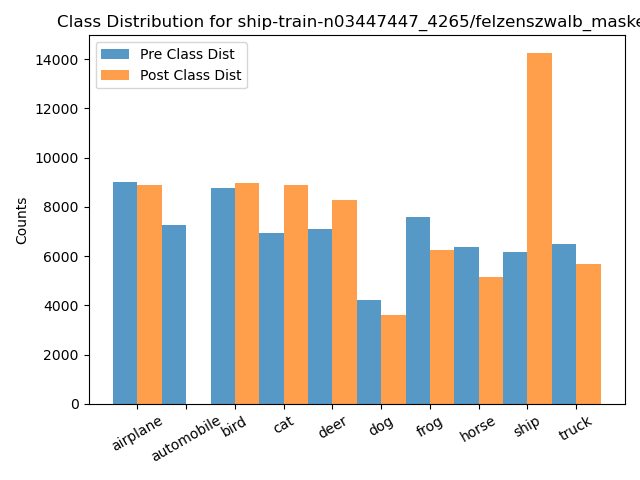 Class Distribution for ship-train-n03447447_4265/felzenszwalb_maske
Pre Class Dist
Post Class Dist
Counts
14000
12000
10000
8000
6000
4000
2000
0
airplane
automobile
bird
cat
deer
dog
frog
horse
ship
truck